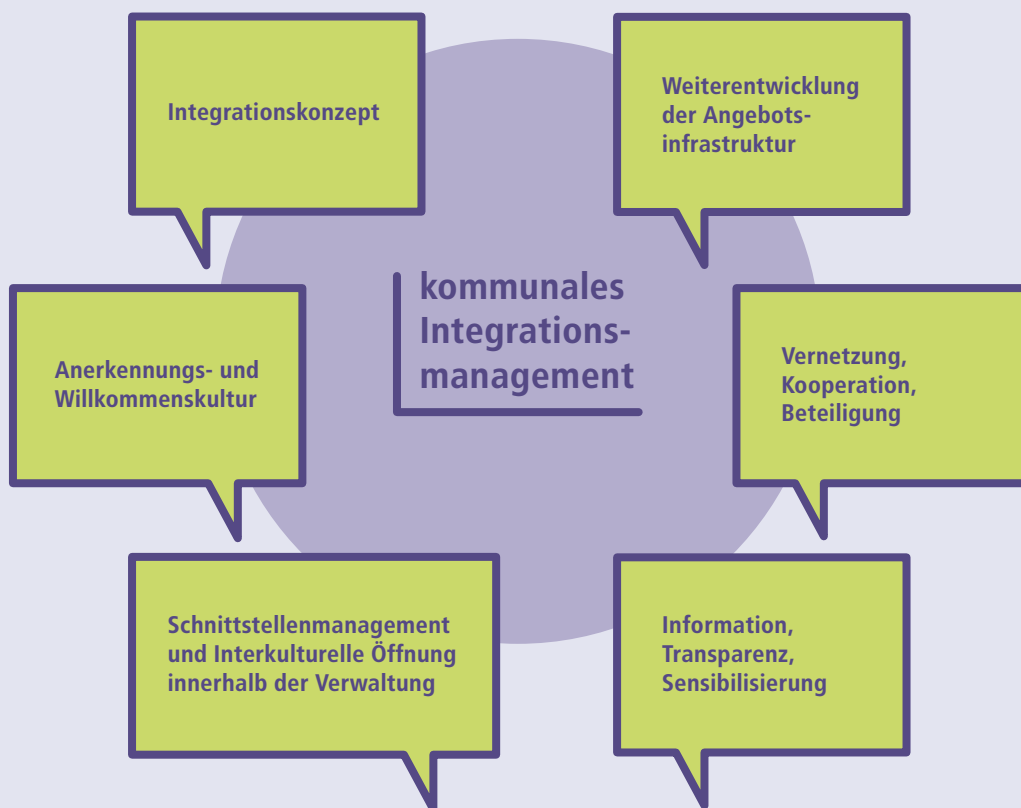 Integrationskonzept
Weiterentwicklung
der Angebots-
infrastruktur
kommunales
Integrations-
management
Anerkennungs- und
Willkommenskultur
Vernetzung,
Kooperation,
Beteiligung
Schnittstellenmanagement
und Interkulturelle Öffnung
innerhalb der Verwaltung
Information,
Transparenz,
Sensibilisierung